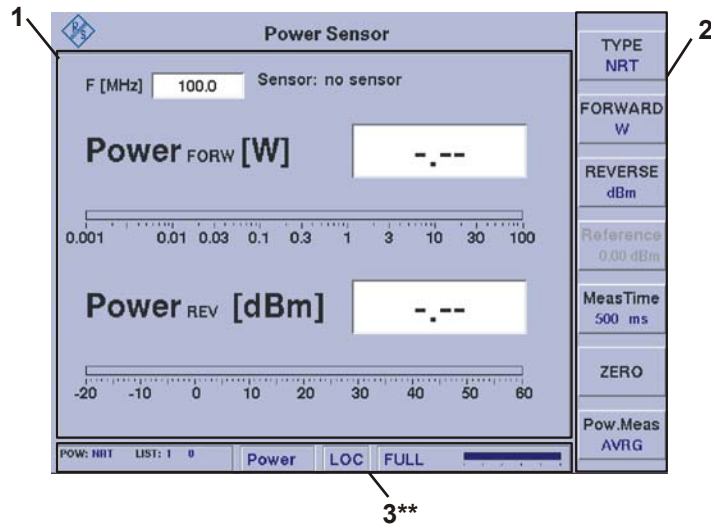 1
R&S
Power Sensor
2
F [MHz] 100.0 Sensor: no sensor
Power FORW [W] -.--
0.001 0.01 0.03 0.1 0.3 1 3 10 30 100
Power REV [dBm] -.--
-20 -10 0 10 20 30 40 50 60
POW: NRT LIST: 1 0 Power LOC FULL
TYPE
NRT
FORWARD
W
REVERSE
dBm
Reference
0.00 dBm
MeasTime
500 ms
ZERO
Pow.Meas
AVRG
3**